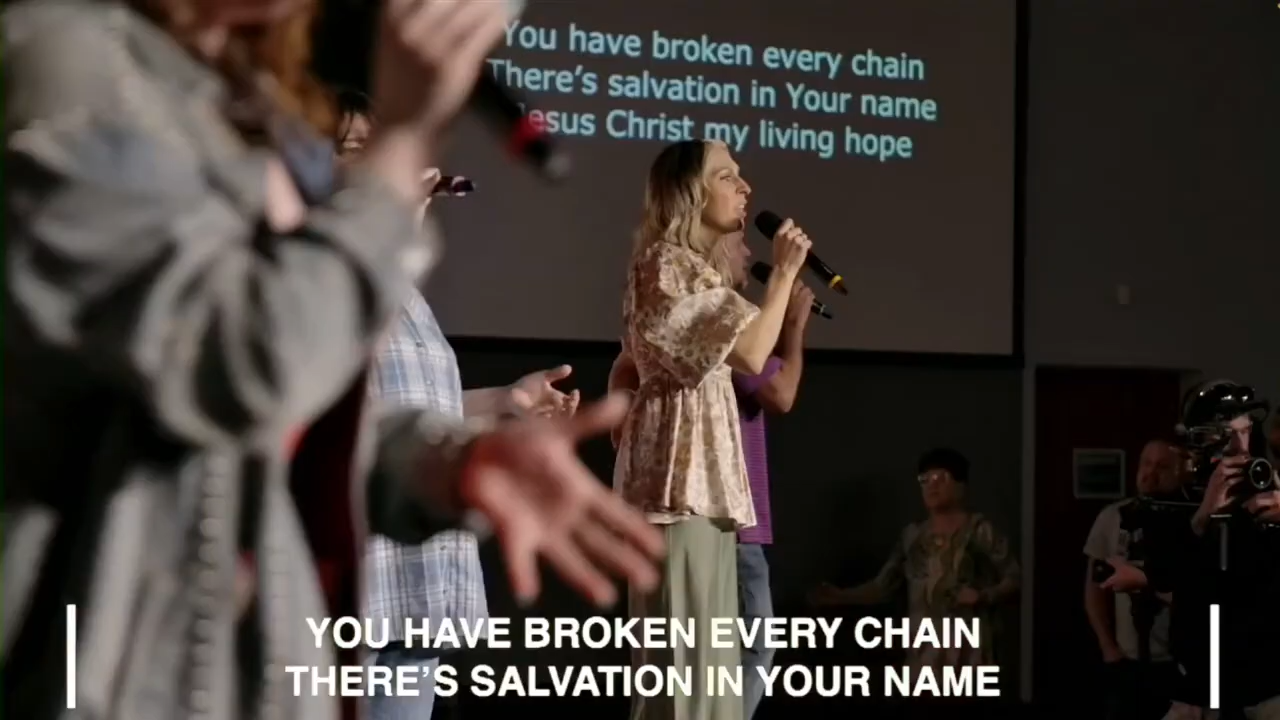 You have broken every chain
There's salvation in Your name
Jesus Christ my living hope
YOU HAVE BROKEN EVERY CHAIN
THERE'S SALVATION IN YOUR NAME